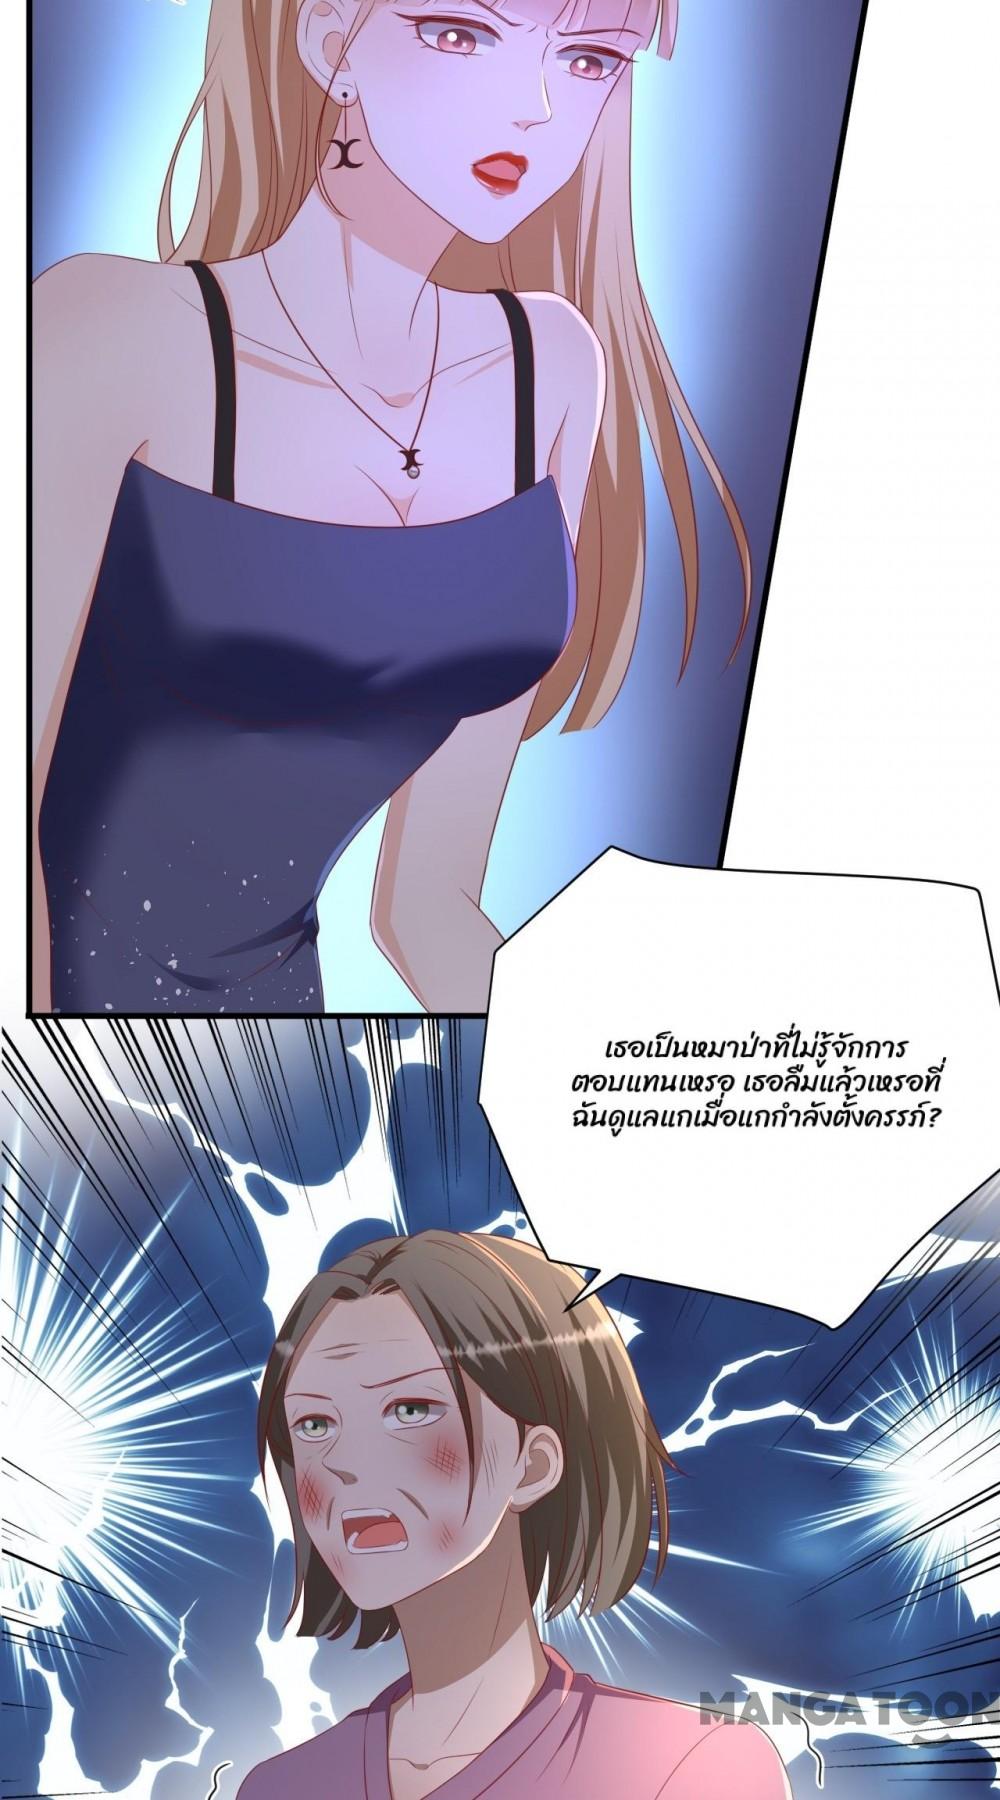 เธอเป็นหมาป่าที่ไม่รู้จักการ
ตอบแทนเหรอ เธอลืมแล้วเหรอที่
ฉันดูแลแกเมื่อแกกำลังตั้งครรภ์?
MANGATOON